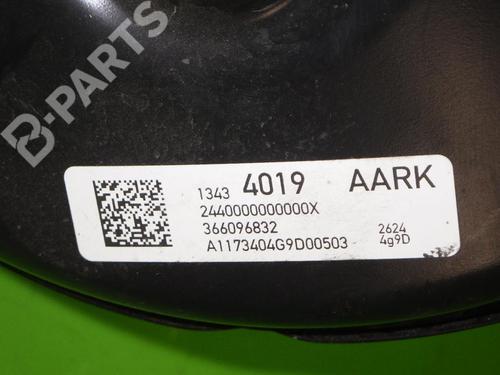 B-PARTS
1343 4019 AARK
2440000000000X
366096832
A1173404G9D00503
2624
4g9D